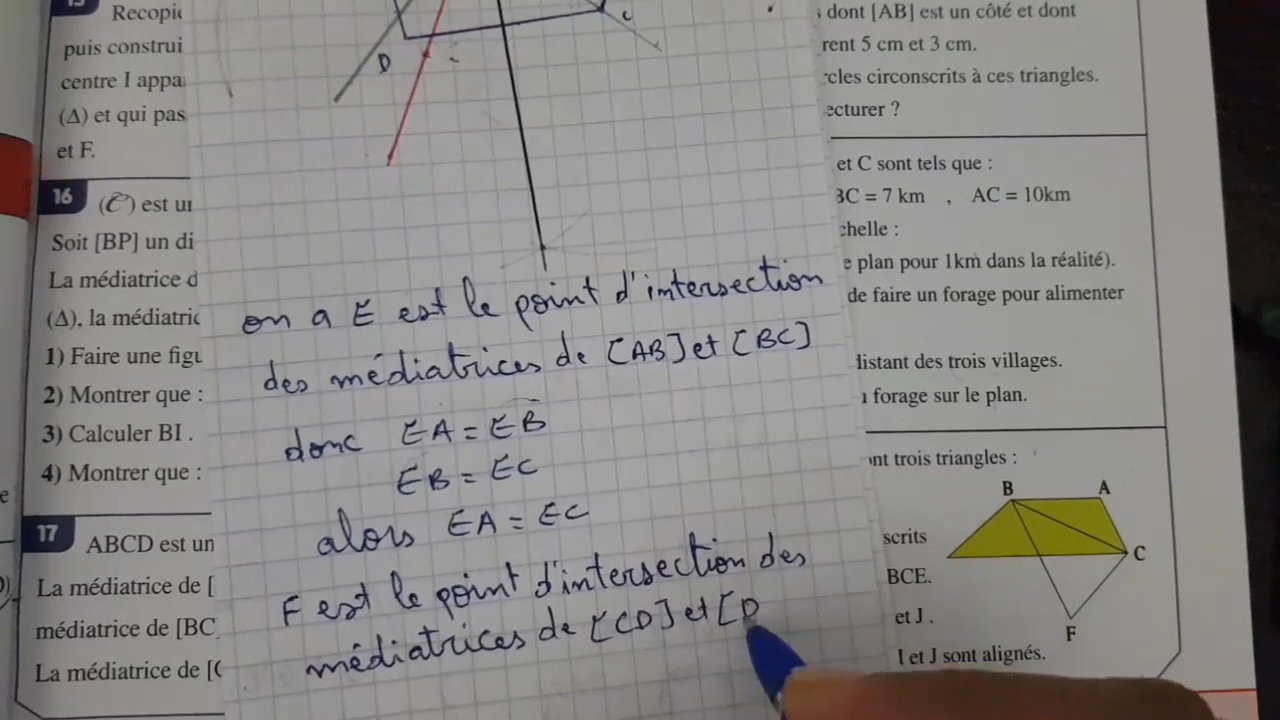 15 Recopie
puis construi
centre I appa
(Δ) et qui pas
et F.
16 (C) est un
Soit [BP] un di
La médiatrice d
(Δ), la médiatric
1) Faire une figu
2) Montrer que :
3) Calculer BI .
4) Montrer que :
17 ABCD est un
La médiatrice de [
médiatrice de [BC
La médiatrice de [C
D
C
on a E est le point d'intersection
des médiatrices de [AB] et [BC]
donc EA = EB
EB = EC
alors EA = EC
F est le point d'intersection des
médiatrices de [CD] et [D
s dont [AB] est un côté et dont
rent 5 cm et 3 cm.
rcles circonscrits à ces triangles.
ecturer ?
et C sont tels que :
BC = 7 km , AC = 10km
chelle :
e plan pour 1km dans la réalité).
de faire un forage pour alimenter
distant des trois villages.
u forage sur le plan.
ont trois triangles :
scrits
BCE.
et J .
I et J sont alignés.
B
A
C
F